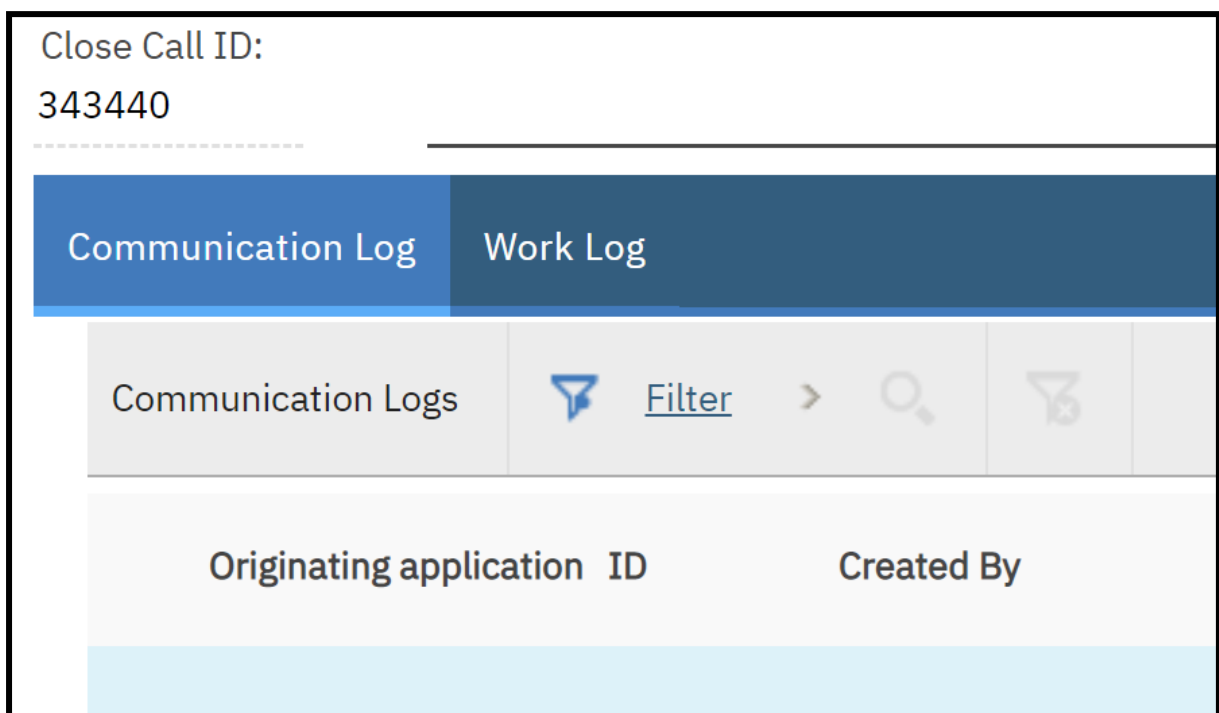 Close Call ID:
343440
Communication Log Work Log
Communication Logs Filter
Originating application ID Created By